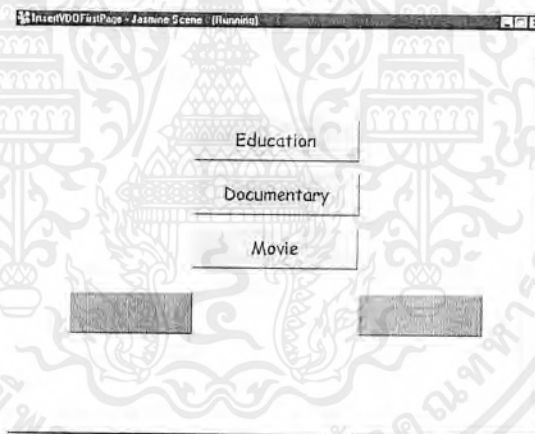 InsertVDOFirstPage - Jasmine Scene (Running)
Education
Documentary
Movie